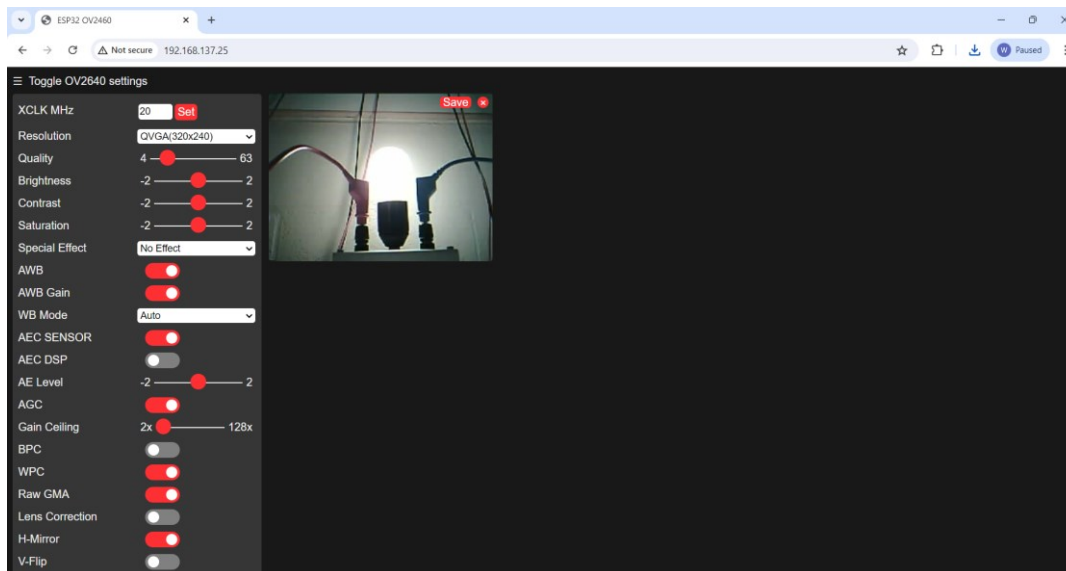 ESP32 OV2460
Not secure 192.168.137.25
Paused
Toggle OV2640 settings
XCLK MHz 20 Set
Resolution QVGA(320x240)
Quality 4 63
Brightness -2 2
Contrast -2 2
Saturation -2 2
Special Effect No Effect
AWB
AWB Gain
WB Mode Auto
AEC SENSOR
AEC DSP
AE Level -2 2
AGC
Gain Ceiling 2x 128x
BPC
WPC
Raw GMA
Lens Correction
H-Mirror
V-Flip
Save